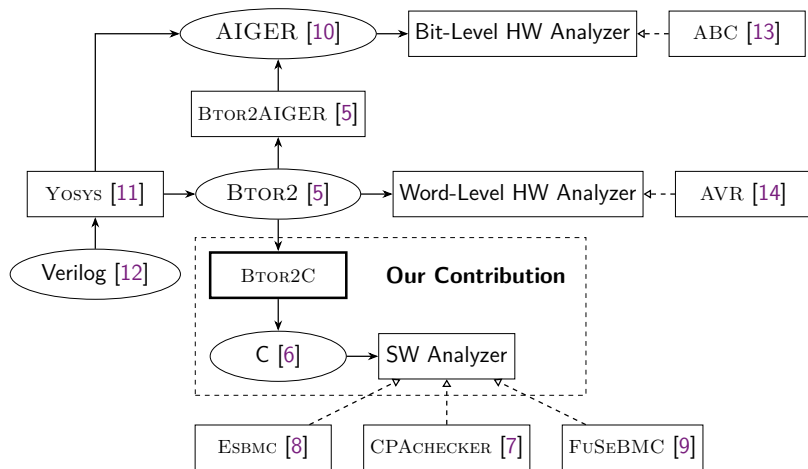 AIGER [10]
Bit-Level HW Analyzer
ABC [13]
Btor2AIGER [5]
Yosys [11]
Btor2 [5]
Word-Level HW Analyzer
AVR [14]
Verilog [12]
Btor2C
Our Contribution
C [6]
SW Analyzer
Esbmc [8]
CPAchecker [7]
FuSeBMC [9]